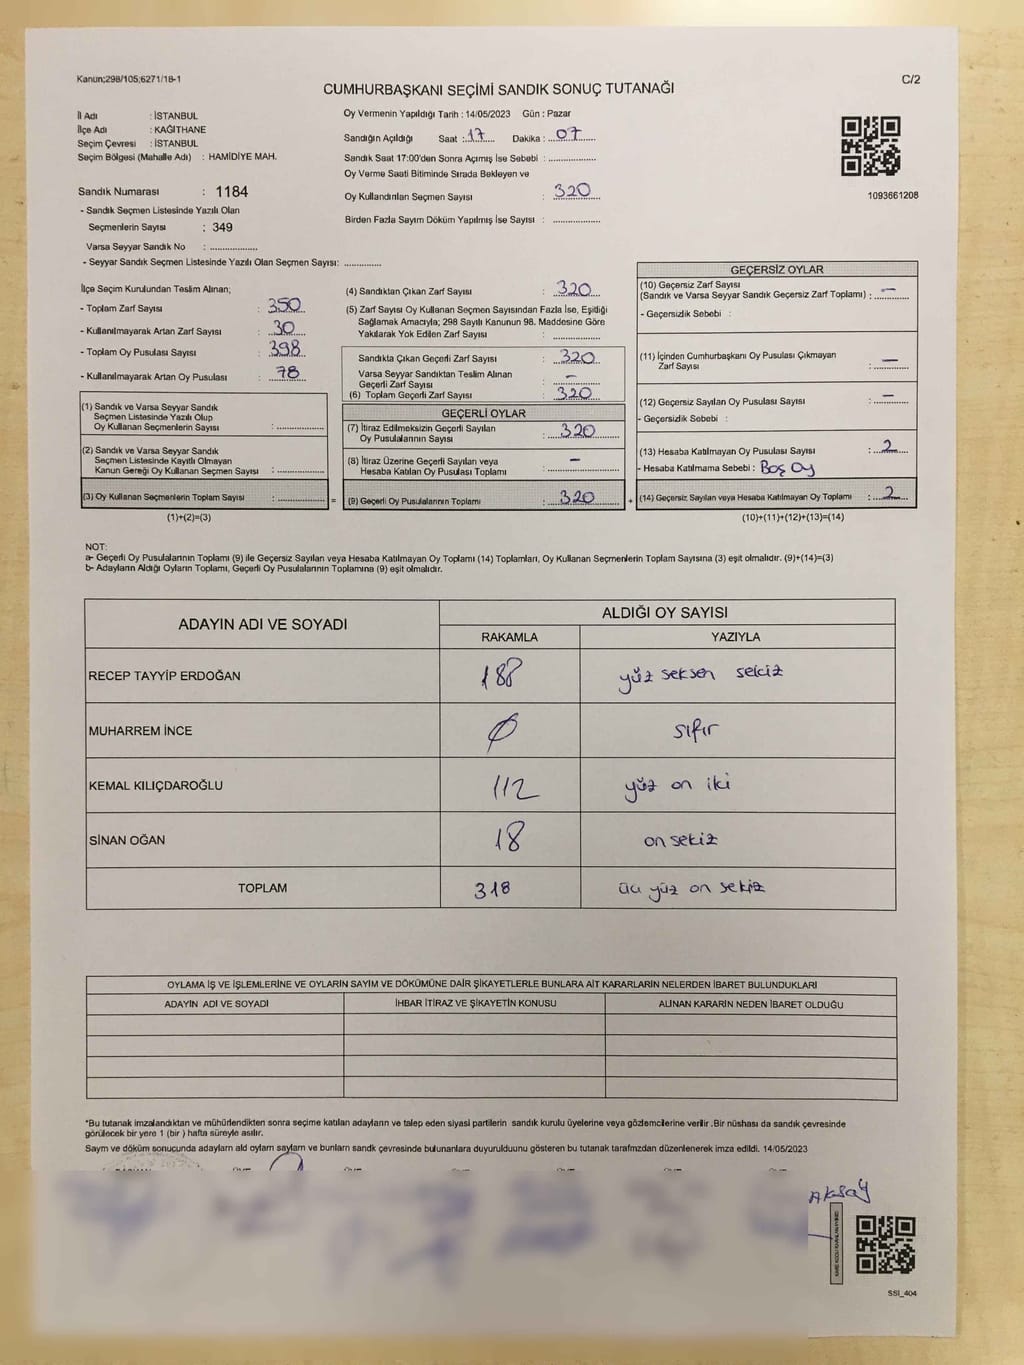 Kanun;298/105;6271/18-1
C/2
CUMHURBAŞKANI SEÇİMİ SANDIK SONUÇ TUTANAĞI
İl Adı : İSTANBUL
İlçe Adı : KAĞITHANE
Seçim Çevresi : İSTANBUL
Seçim Bölgesi (Mahalle Adı) : HAMİDİYE MAH.
Sandık Numarası : 1184
- Sandık Seçmen Listesinde Yazılı Olan
Seçmenlerin Sayısı : 349
Varsa Seyyar Sandık No : ................
- Seyyar Sandık Seçmen Listesinde Yazılı Olan Seçmen Sayısı: .............
Oy Vermenin Yapıldığı Tarih : 14/05/2023 Gün : Pazar
Sandığın Açıldığı Saat : 17 Dakika : 07
Sandık Saat 17:00'den Sonra Açımış İse Sebebi : ................
Oy Verme Saati Bitiminde Sırada Bekleyen ve
Oy Kullandırılan Seçmen Sayısı : 320
Birden Fazla Sayım Döküm Yapılmış İse Sayısı : ................
1093661208
İlçe Seçim Kurulundan Teslim Alınan;
- Toplam Zarf Sayısı : 350
- Kullanılmayarak Artan Zarf Sayısı : 30
- Toplam Oy Pusulası Sayısı : 398
- Kullanılmayarak Artan Oy Pusulası : 78
(1) Sandık ve Varsa Seyyar Sandık
Seçmen Listesinde Yazılı Olup
Oy Kullanan Seçmenlerin Sayısı : ................
(2) Sandık ve Varsa Seyyar Sandık
Seçmen Listesinde Kayıtlı Olmayan
Kanun Gereği Oy Kullanan Seçmen Sayısı : ................
(3) Oy Kullanan Seçmenlerin Toplam Sayısı : ................ =
(1)+(2)=(3)
(4) Sandıktan Çıkan Zarf Sayısı : 320
(5) Zarf Sayısı Oy Kullanan Seçmen Sayısından Fazla İse, Eşitliği
Sağlamak Amacıyla; 298 Sayılı Kanunun 98. Maddesine Göre
Yakılarak Yok Edilen Zarf Sayısı : ................
Sandıkta Çıkan Geçerli Zarf Sayısı : 320
Varsa Seyyar Sandıktan Teslim Alınan
Geçerli Zarf Sayısı : –
(6) Toplam Geçerli Zarf Sayısı : 320
GEÇERLİ OYLAR
(7) İtiraz Edilmeksizin Geçerli Sayılan
Oy Pusulalarının Sayısı : 320
(8) İtiraz Üzerine Geçerli Sayılan veya
Hesaba Katılan Oy Pusulası Toplamı : –
(9) Geçerli Oy Pusulalarının Toplamı : 320 +
GEÇERSİZ OYLAR
(10) Geçersiz Zarf Sayısı
(Sandık ve Varsa Seyyar Sandık Geçersiz Zarf Toplamı) : –
- Geçersizlik Sebebi :
(11) İçinden Cumhurbaşkanı Oy Pusulası Çıkmayan
Zarf Sayısı : –
(12) Geçersiz Sayılan Oy Pusulası Sayısı : –
- Geçersizlik Sebebi :
(13) Hesaba Katılmayan Oy Pusulası Sayısı : 2
- Hesaba Katılmama Sebebi : Boş Oy
(14) Geçersiz Sayılan veya Hesaba Katılmayan Oy Toplamı : 2
(10)+(11)+(12)+(13)=(14)
NOT:
a- Geçerli Oy Pusulalarının Toplamı (9) ile Geçersiz Sayılan veya Hesaba Katılmayan Oy Toplamı (14) Toplamları, Oy Kullanan Seçmenlerin Toplam Sayısına (3) eşit olmalıdır. (9)+(14)=(3)
b- Adayların Aldığı Oyların Toplamı, Geçerli Oy Pusulalarının Toplamına (9) eşit olmalıdır.
ADAYIN ADI VE SOYADI ALDIĞI OY SAYISI
RAKAMLA YAZIYLA
RECEP TAYYİP ERDOĞAN 188 yüz seksen sekiz
MUHARREM İNCE 0 sıfır
KEMAL KILIÇDAROĞLU 112 yüz on iki
SİNAN OĞAN 18 on sekiz
TOPLAM 318 üç yüz on sekiz
OYLAMA İŞ VE İŞLEMLERİNE VE OYLARIN SAYIM VE DÖKÜMÜNE DAİR ŞİKAYETLERLE BUNLARA AİT KARARLARIN NELERDEN İBARET BULUNDUKLARI
ADAYIN ADI VE SOYADI İHBAR İTİRAZ VE ŞİKAYETİN KONUSU ALINAN KARARIN NEDEN İBARET OLDUĞU
*Bu tutanak imzalandıktan ve mühürlendikten sonra seçime katılan adayların ve talep eden siyasi partilerin sandık kurulu üyelerine veya gözlemcilerine verilir .Bir nüshası da sandık çevresinde
görülecek bir yere 1 (bir ) hafta süreyle asılır.
Saym ve döküm sonucunda adayların ald oylarn saylarn ve bunlarn sandk çevresinde bulunanlara duyurulduunu gösteren bu tutanak tarafmzdan düzenlenerek imza edildi. 14/05/2023
Aksay
SSI_404